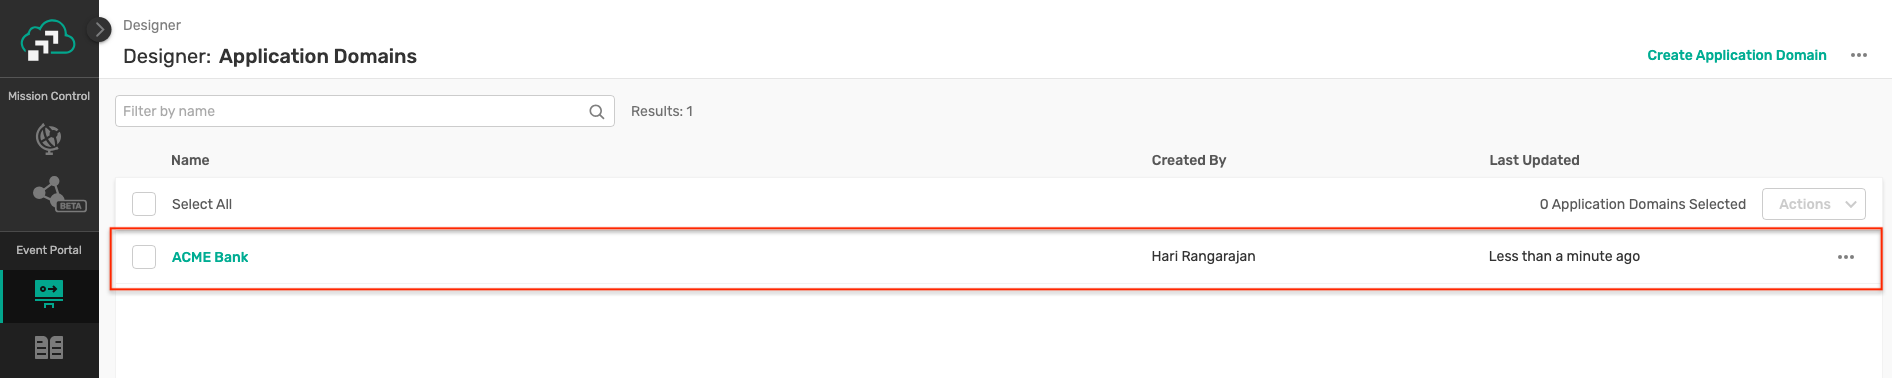 Designer
Designer: Application Domains
Create Application Domain
Mission Control
Filter by name
Results: 1
Name Created By Last Updated
Select All 0 Application Domains Selected Actions
BETA
Event Portal
ACME Bank Hari Rangarajan Less than a minute ago